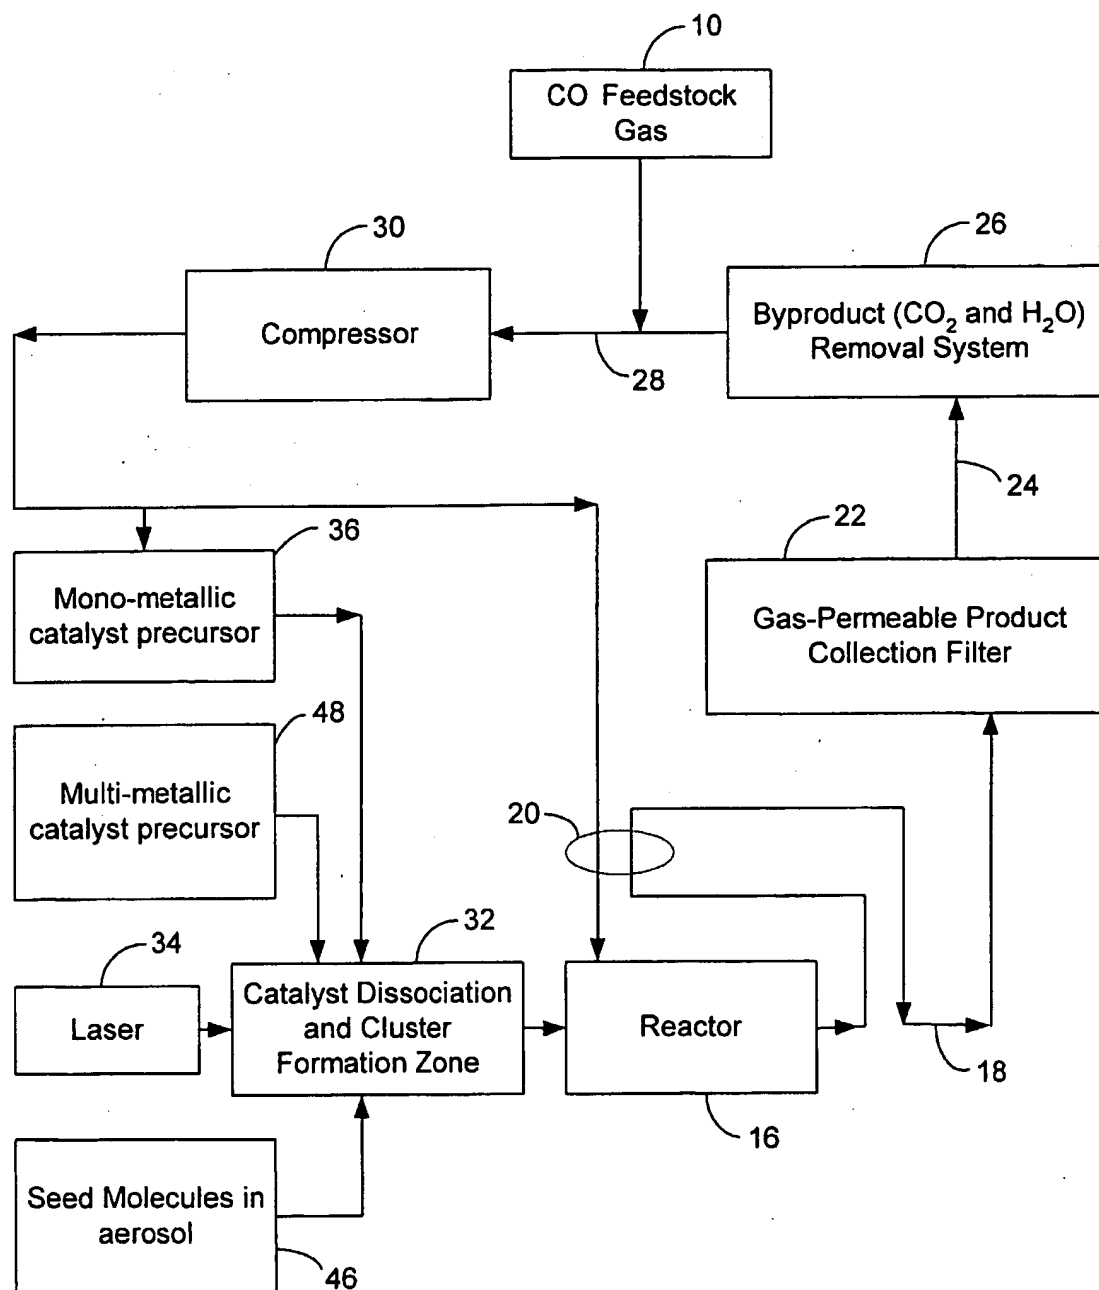 10
CO Feedstock
Gas
30
26
Compressor
Byproduct (CO₂ and H₂O)
Removal System
28
24
36
22
Mono-metallic
catalyst precursor
Gas-Permeable Product
Collection Filter
48
Multi-metallic
catalyst precursor
20
34
32
Laser
Catalyst Dissociation
and Cluster
Formation Zone
Reactor
18
16
Seed Molecules in
aerosol
46